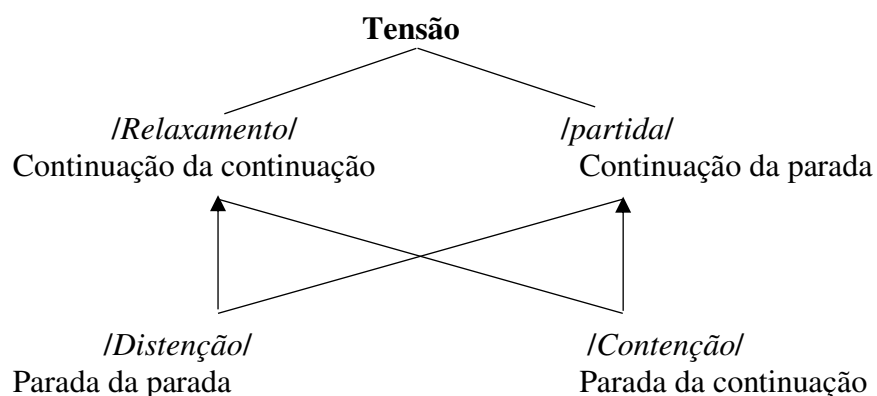 Tensão
/Relaxamento/ /partida/
Continuação da continuação Continuação da parada
/Distenção/ /Contenção/
Parada da parada Parada da continuação